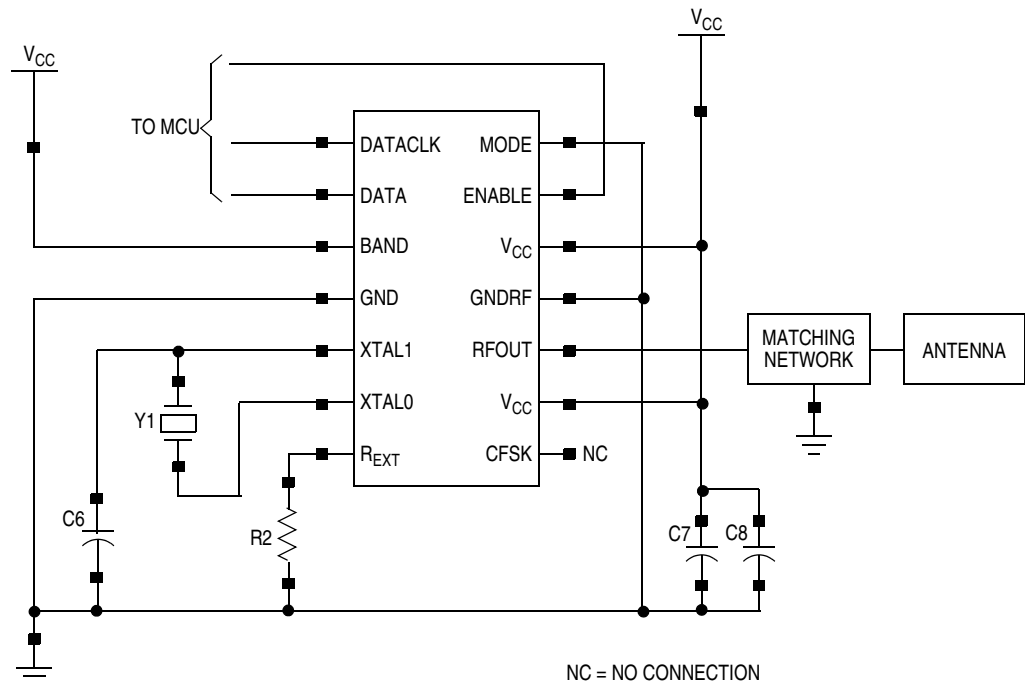 VCC
VCC
TO MCU
DATACLK
DATA
BAND
GND
XTAL1
XTAL0
REXT
MODE
ENABLE
VCC
GNDRF
RFOUT
VCC
CFSK
NC
MATCHING
NETWORK
ANTENNA
Y1
C6
R2
C7
C8
NC = NO CONNECTION